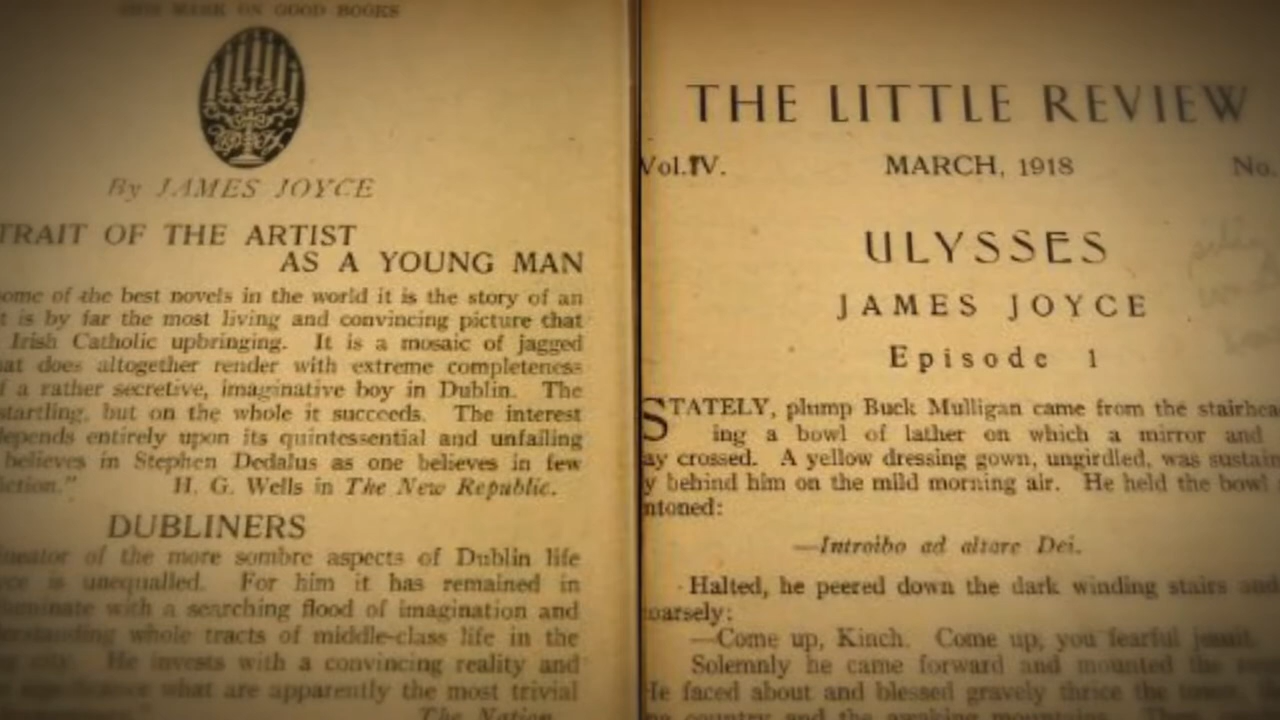 THIS MARK ON GOOD BOOKS
By JAMES JOYCE
TRAIT OF THE ARTIST
AS A YOUNG MAN
ome of the best novels in the world it is the story of an
t is by far the most living and convincing picture that
Irish Catholic upbringing. It is a mosaic of jagged
at does altogether render with extreme completeness
f a rather secretive, imaginative boy in Dublin. The
startling, but on the whole it succeeds. The interest
depends entirely upon its quintessential and unfailing
believes in Stephen Dedalus as one believes in few
iction." H. G. Wells in The New Republic.
DUBLINERS
lineator of the more sombre aspects of Dublin life
yce is unequalled. For him it has remained in
lluminate with a searching flood of imagination and
erstanding whole tracts of middle-class life in the
city. He invests with a convincing reality and
what are apparently the most trivial
The Nation.
THE LITTLE REVIEW
Vol. IV. MARCH, 1918 No.
ULYSSES
JAMES JOYCE
Episode 1
STATELY, plump Buck Mulligan came from the stairhea
ing a bowl of lather on which a mirror and
ay crossed. A yellow dressing gown, ungirdled, was sustain
y behind him on the mild morning air. He held the bowl
ntoned:
—Introibo ad altare Dei.
Halted, he peered down the dark winding stairs and
oarsely:
—Come up, Kinch. Come up, you fearful jesuit.
Solemnly he came forward and mounted the
He faced about and blessed gravely thrice the tower,
country and the awaking mountains.